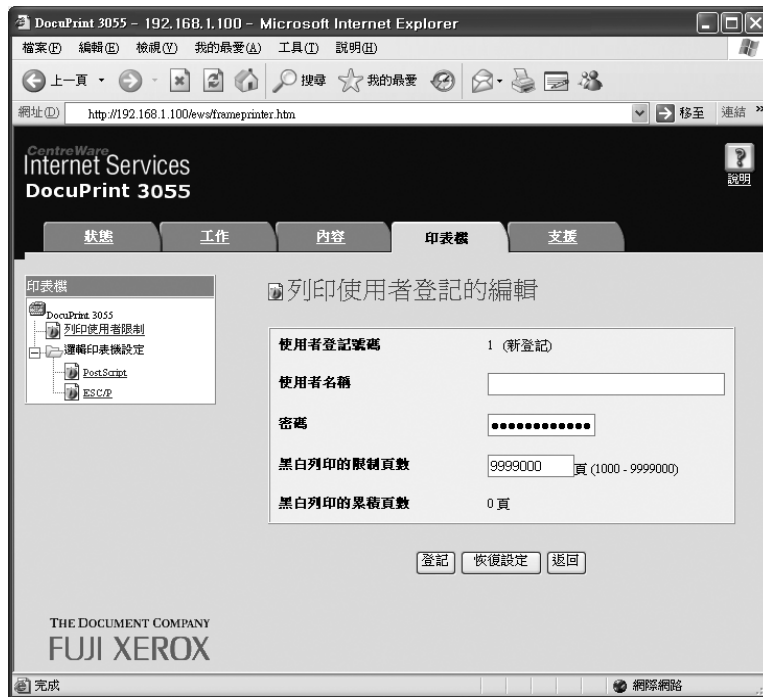 DocuPrint 3055 - 192.168.1.100 - Microsoft Internet Explorer
檔案(F) 編輯(E) 檢視(V) 我的最愛(A) 工具(T) 說明(H)
上一頁 搜尋 我的最愛
網址(D) http://192.168.1.100/ews/frameprinter.htm 移至 連結 »
CentreWare
Internet Services
DocuPrint 3055
說明
狀態 工作 內容 印表機 支援
印表機
DocuPrint 3055
列印使用者限制
邏輯印表機設定
PostScript
ESC/P
列印使用者登記的編輯
使用者登記號碼 1 (新登記)
使用者名稱
密碼 ●●●●●●●●●●●●
黑白列印的限制頁數 9999000 頁 (1000 - 9999000)
黑白列印的累積頁數 0 頁
登記 恢復設定 返回
THE DOCUMENT COMPANY
FUJI XEROX
完成 網際網路